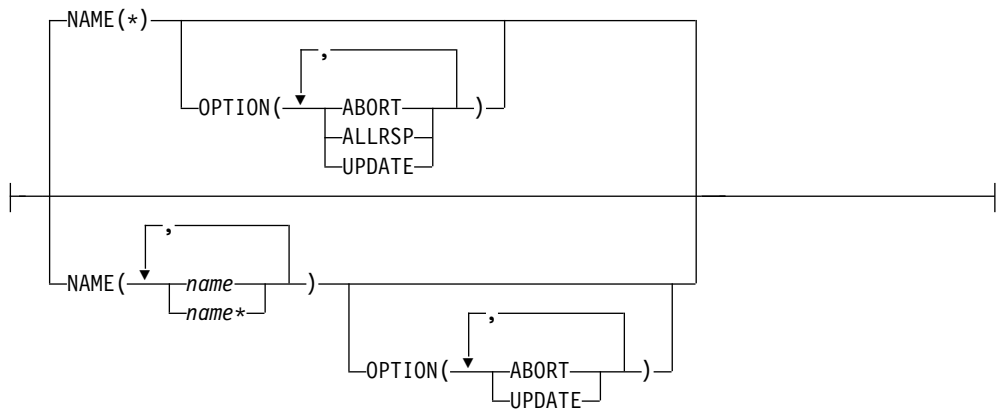 NAME(*)
,
OPTION( ABORT )
ALLRSP
UPDATE
,
NAME( name )
name*
,
OPTION( ABORT )
UPDATE